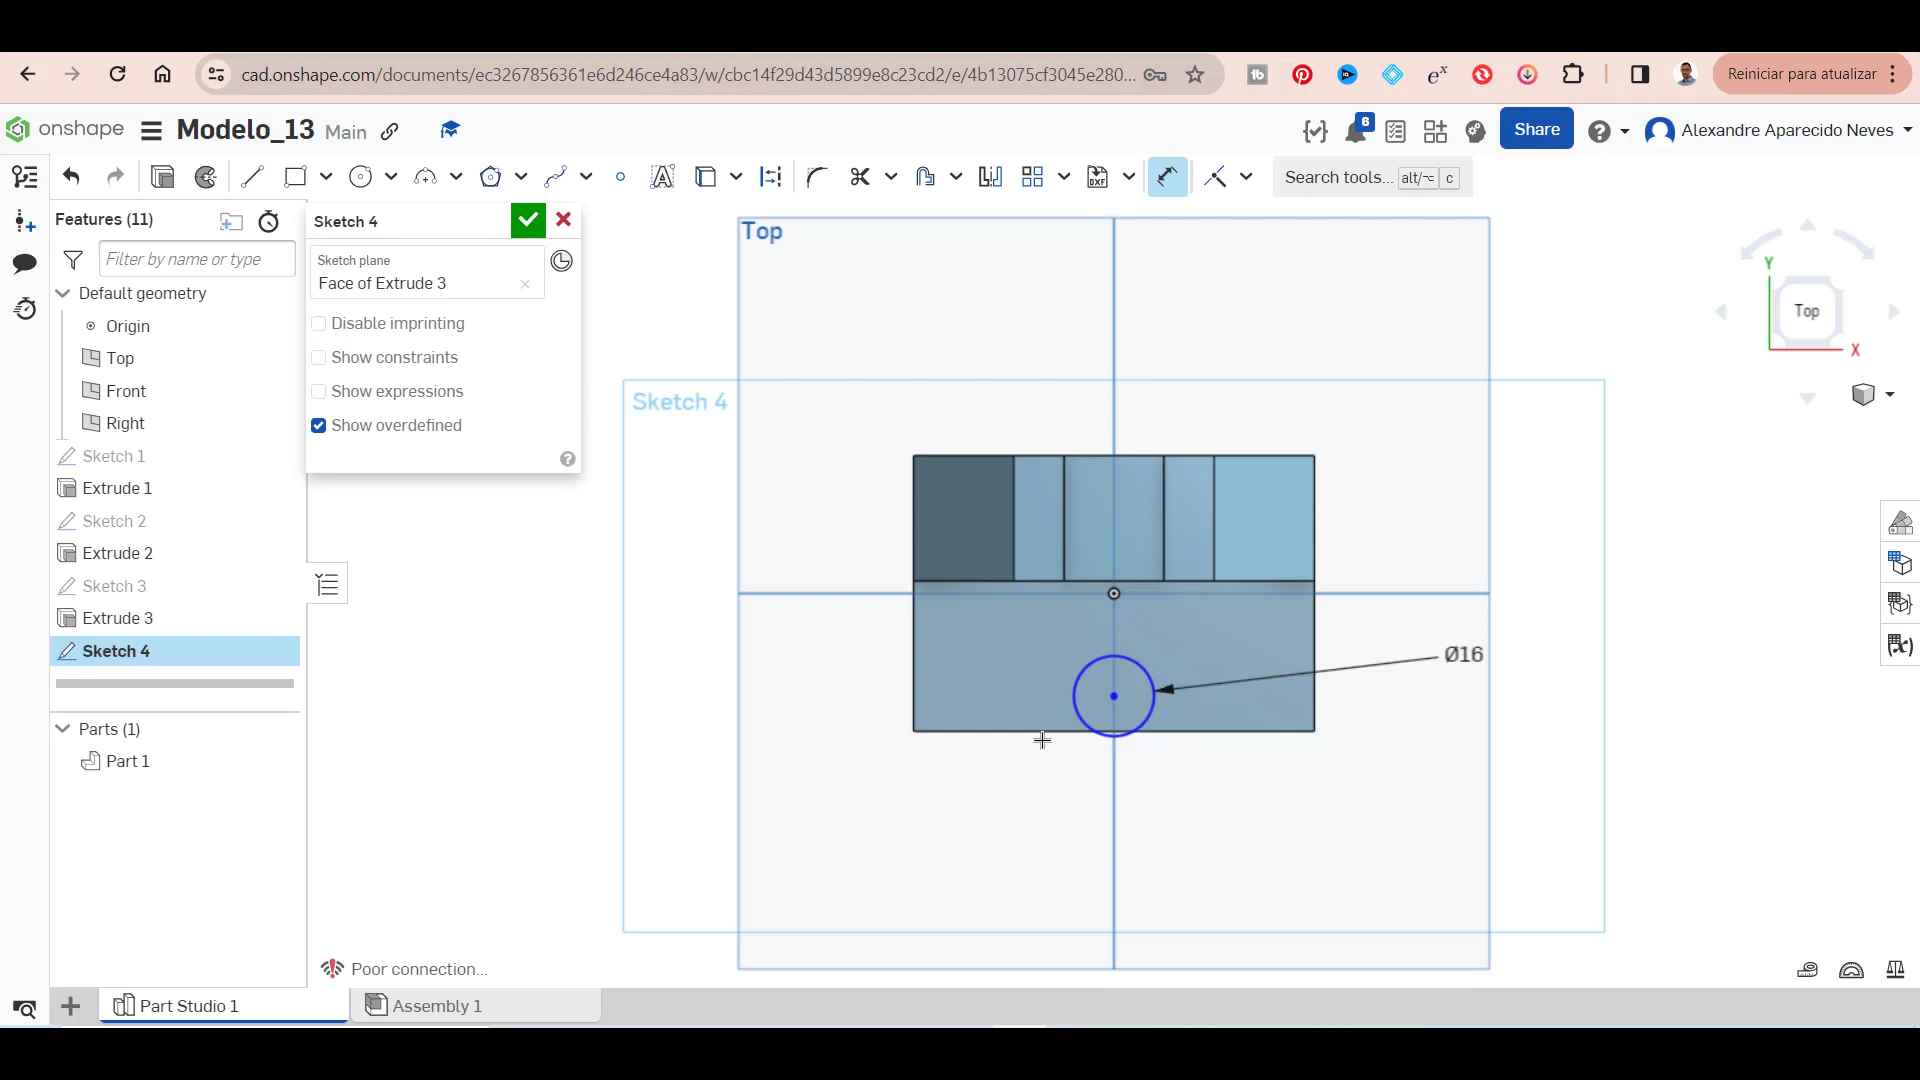 cad.onshape.com/documents/ec3267856361e6d246ce4a83/w/cbc14f29d43d5899e8c23cd2/e/4b13075cf3045e280...
Reiniciar para atualizar
onshape Modelo_13 Main
6
Share
Alexandre Aparecido Neves
Search tools... alt/⌥ c
Features (11)
Filter by name or type
Default geometry
Origin
Top
Front
Right
Sketch 1
Extrude 1
Sketch 2
Extrude 2
Sketch 3
Extrude 3
Sketch 4
Parts (1)
Part 1
Sketch 4
Sketch plane
Face of Extrude 3
Disable imprinting
Show constraints
Show expressions
Show overdefined
Top
Sketch 4
Ø16
Y
Top
X
Poor connection...
Part Studio 1
Assembly 1